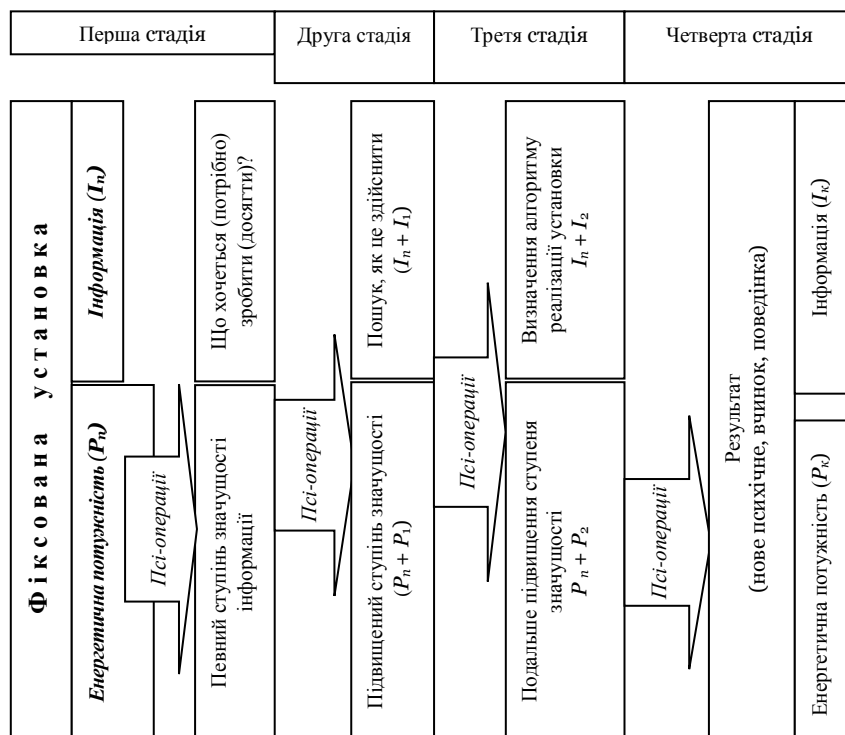 Перша стадія
Друга стадія
Третя стадія
Четверта стадія
Фіксована установка
Інформація (Iп)
Енергетична потужність (Pп)
Псі-операції
Що хочеться (потрібно)
зробити (досягти)?
Певний ступінь значущості
інформації
Псі-операції
Пошук, як це здійснити
(Iп + I1)
Підвищений ступінь значущості
(Pп + P1)
Псі-операції
Визначення алгоритму
реалізації установки
Iп + I2
Подальше підвищення ступеня
значущості
P п + P2
Псі-операції
Результат
(нове психічне, вчинок, поведінка)
Інформація (Iк)
Енергетична потужність (Pк)